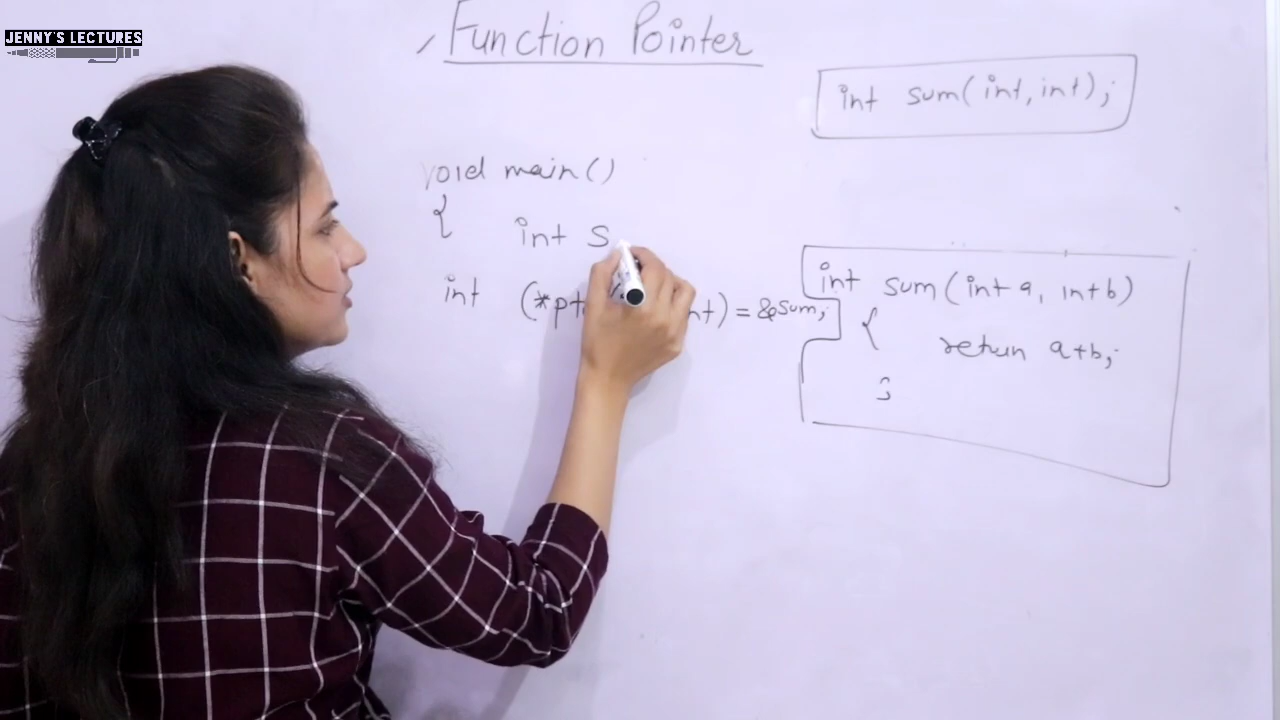 JENNY'S LECTURES
Function Pointer
int sum(int,int);
void main()
{
int s
int (*pt nt) = &sum;
int sum(int a, int b)
{
return a+b;
}